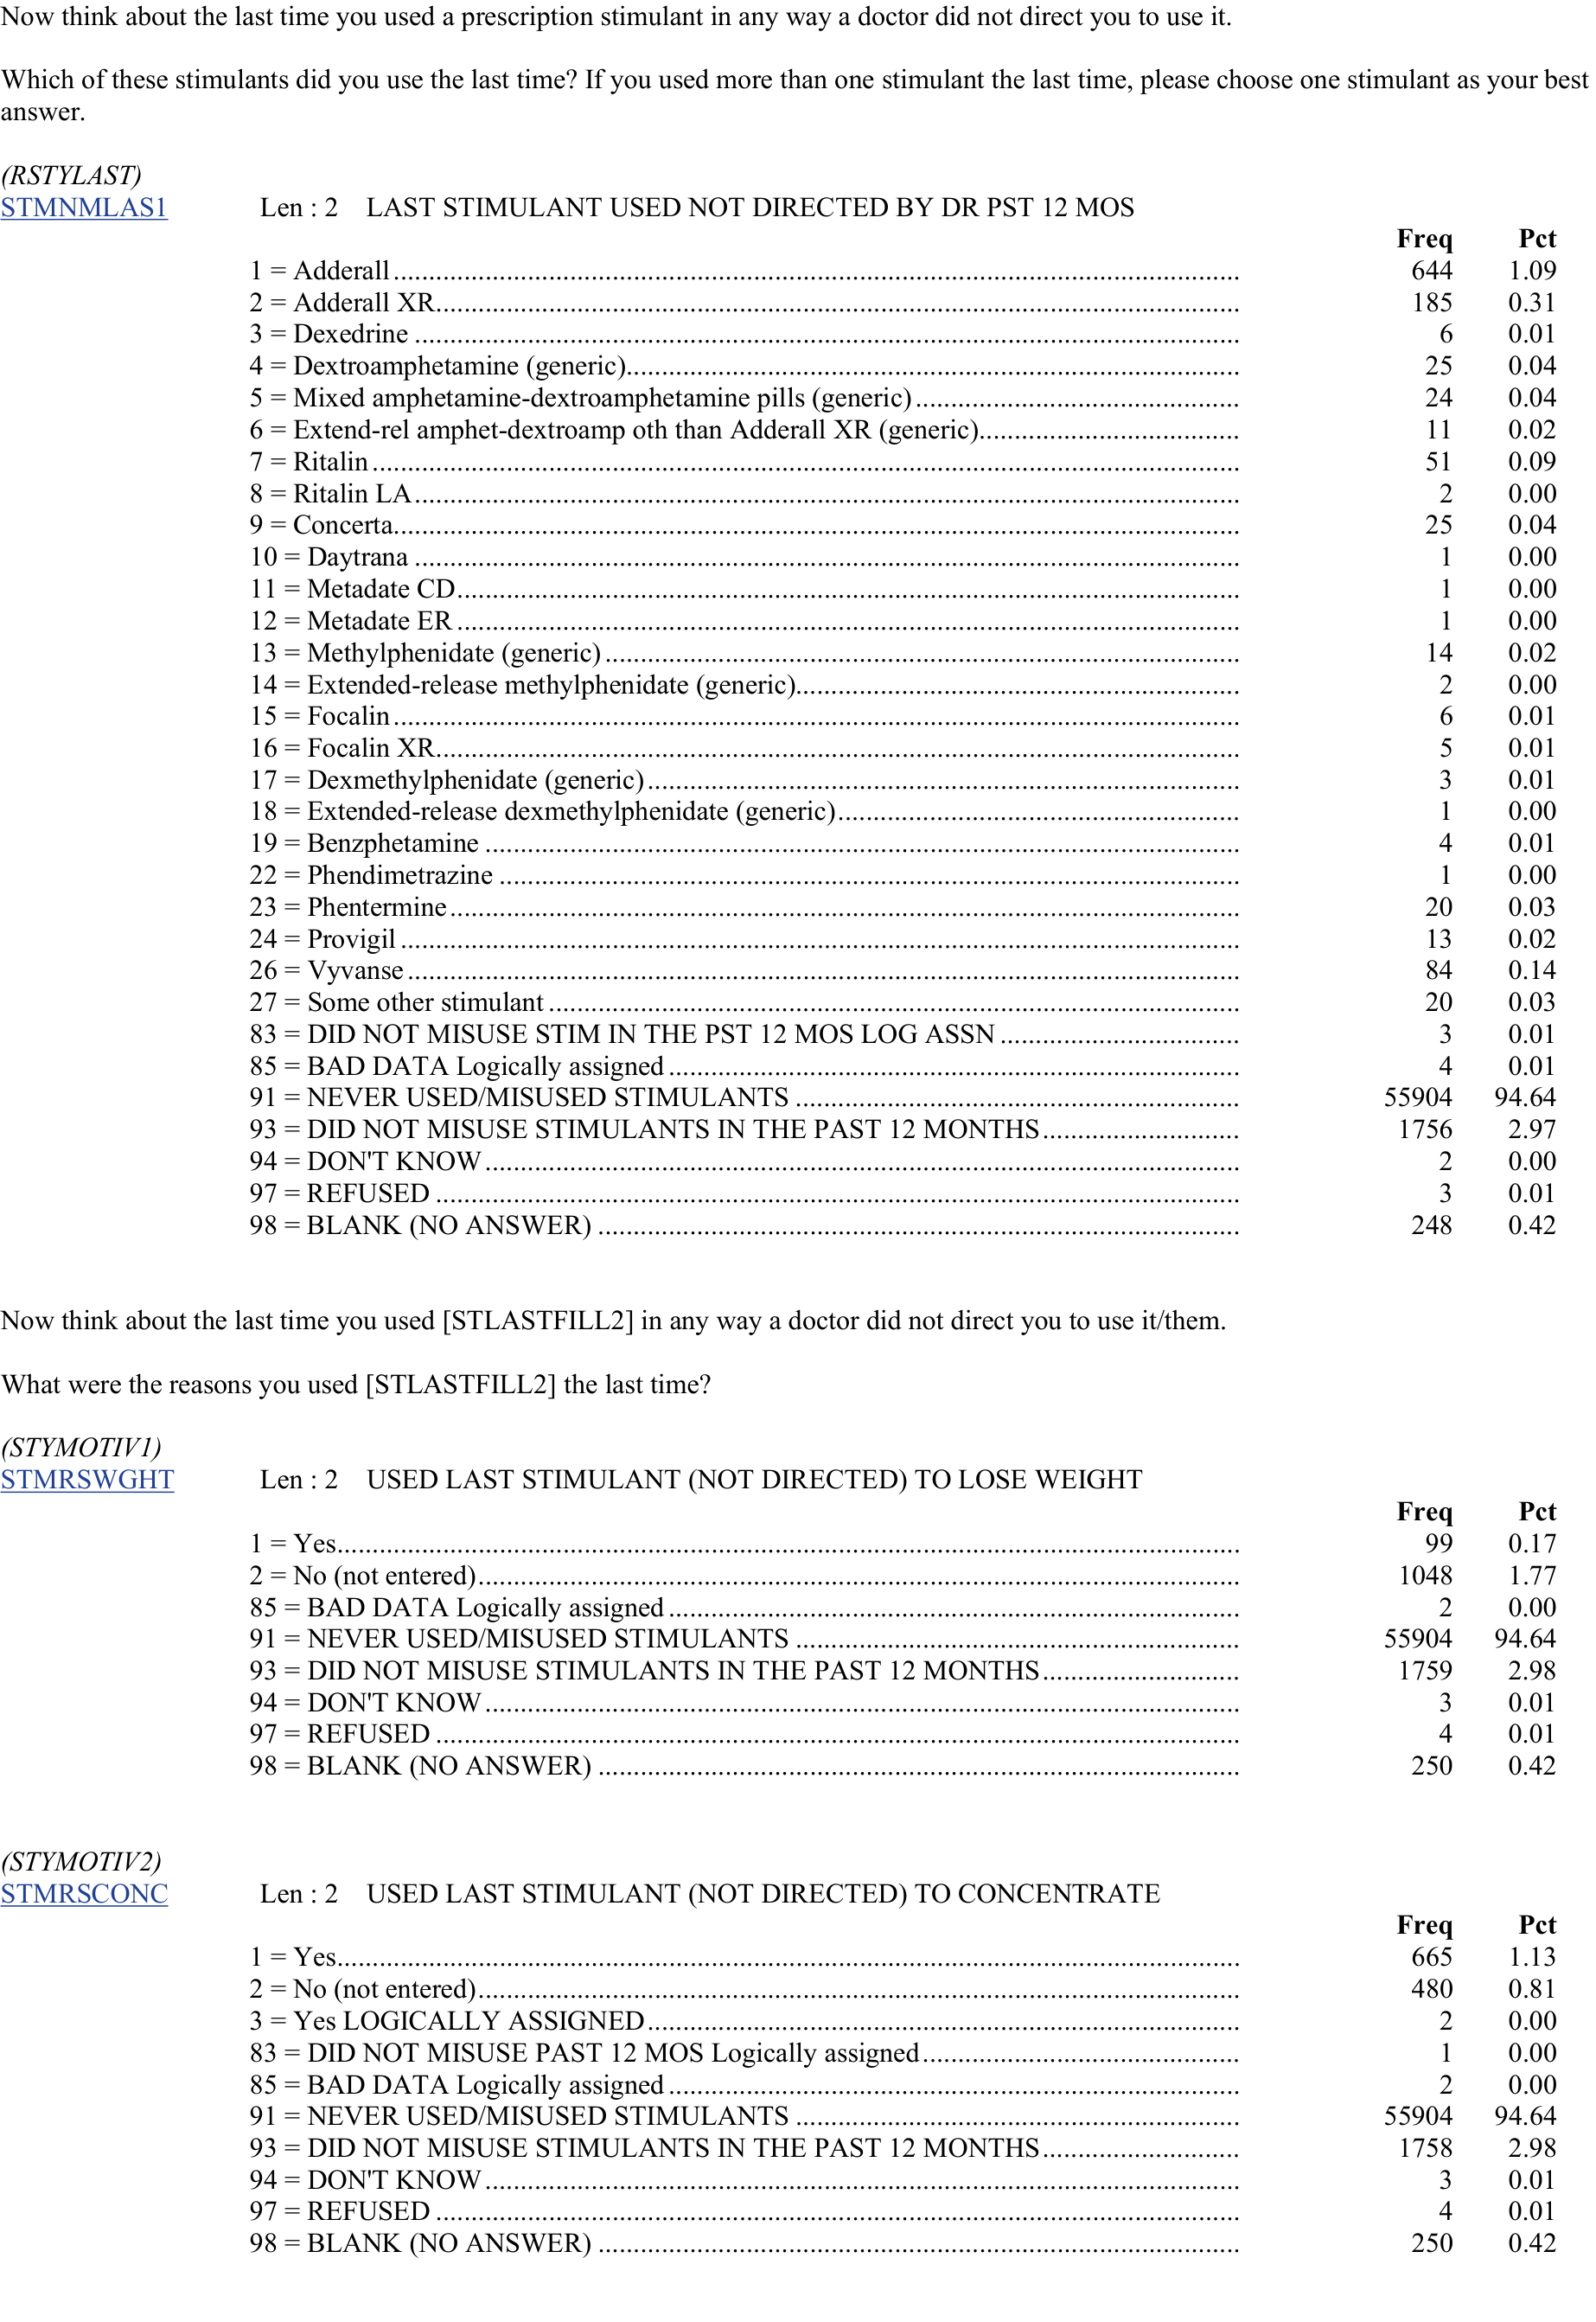 Now think about the last time you used a prescription stimulant in any way a doctor did not direct you to use it.
Which of these stimulants did you use the last time? If you used more than one stimulant the last time, please choose one stimulant as your best
answer.
(RSTYLAST)
STMNMLAS1 Len : 2 LAST STIMULANT USED NOT DIRECTED BY DR PST 12 MOS
Freq Pct
1 = Adderall 644 1.09
2 = Adderall XR 185 0.31
3 = Dexedrine 6 0.01
4 = Dextroamphetamine (generic) 25 0.04
5 = Mixed amphetamine-dextroamphetamine pills (generic) 24 0.04
6 = Extend-rel amphet-dextroamp oth than Adderall XR (generic) 11 0.02
7 = Ritalin 51 0.09
8 = Ritalin LA 2 0.00
9 = Concerta 25 0.04
10 = Daytrana 1 0.00
11 = Metadate CD 1 0.00
12 = Metadate ER 1 0.00
13 = Methylphenidate (generic) 14 0.02
14 = Extended-release methylphenidate (generic) 2 0.00
15 = Focalin 6 0.01
16 = Focalin XR 5 0.01
17 = Dexmethylphenidate (generic) 3 0.01
18 = Extended-release dexmethylphenidate (generic) 1 0.00
19 = Benzphetamine 4 0.01
22 = Phendimetrazine 1 0.00
23 = Phentermine 20 0.03
24 = Provigil 13 0.02
26 = Vyvanse 84 0.14
27 = Some other stimulant 20 0.03
83 = DID NOT MISUSE STIM IN THE PST 12 MOS LOG ASSN 3 0.01
85 = BAD DATA Logically assigned 4 0.01
91 = NEVER USED/MISUSED STIMULANTS 55904 94.64
93 = DID NOT MISUSE STIMULANTS IN THE PAST 12 MONTHS 1756 2.97
94 = DON'T KNOW 2 0.00
97 = REFUSED 3 0.01
98 = BLANK (NO ANSWER) 248 0.42
Now think about the last time you used [STLASTFILL2] in any way a doctor did not direct you to use it/them.
What were the reasons you used [STLASTFILL2] the last time?
(STYMOTIV1)
STMRSWGHT Len : 2 USED LAST STIMULANT (NOT DIRECTED) TO LOSE WEIGHT
Freq Pct
1 = Yes 99 0.17
2 = No (not entered) 1048 1.77
85 = BAD DATA Logically assigned 2 0.00
91 = NEVER USED/MISUSED STIMULANTS 55904 94.64
93 = DID NOT MISUSE STIMULANTS IN THE PAST 12 MONTHS 1759 2.98
94 = DON'T KNOW 3 0.01
97 = REFUSED 4 0.01
98 = BLANK (NO ANSWER) 250 0.42
(STYMOTIV2)
STMRSCONC Len : 2 USED LAST STIMULANT (NOT DIRECTED) TO CONCENTRATE
Freq Pct
1 = Yes 665 1.13
2 = No (not entered) 480 0.81
3 = Yes LOGICALLY ASSIGNED 2 0.00
83 = DID NOT MISUSE PAST 12 MOS Logically assigned 1 0.00
85 = BAD DATA Logically assigned 2 0.00
91 = NEVER USED/MISUSED STIMULANTS 55904 94.64
93 = DID NOT MISUSE STIMULANTS IN THE PAST 12 MONTHS 1758 2.98
94 = DON'T KNOW 3 0.01
97 = REFUSED 4 0.01
98 = BLANK (NO ANSWER) 250 0.42